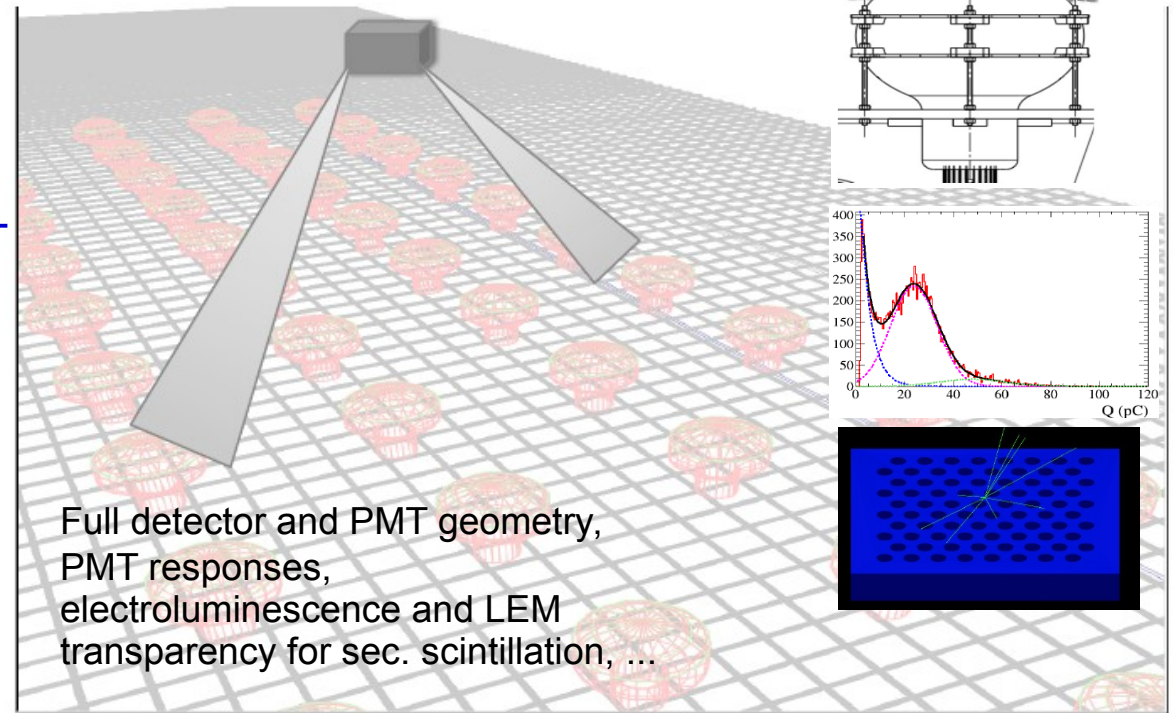 400
350
300
250
200
150
100
50
0
0 20 40 60 80 100 120
Q (pC)
Full detector and PMT geometry,
PMT responses,
electroluminescence and LEM
transparency for sec. scintillation, ...